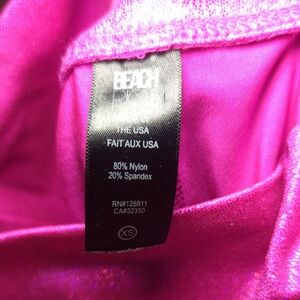 BEACH
THE USA
FAIT AUX USA
80% Nylon
20% Spandex
RN#128811
CA#32350
XS